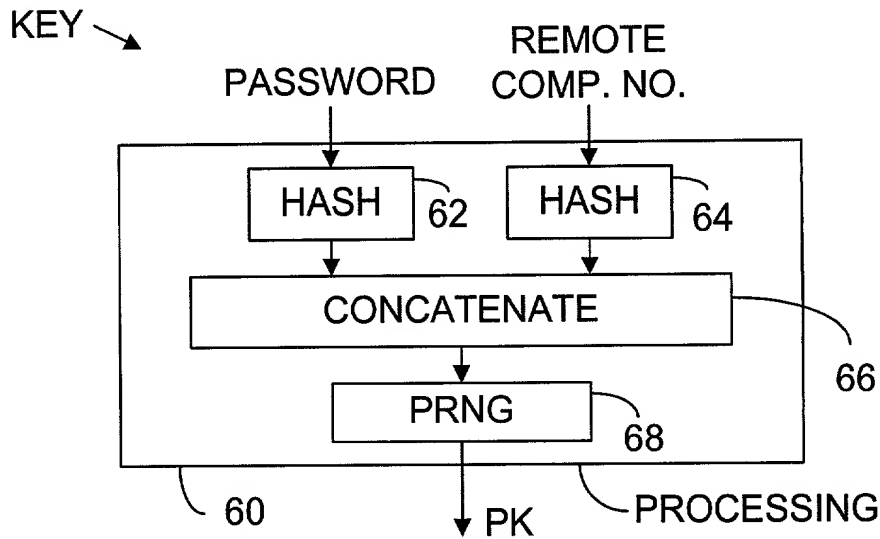 KEY
REMOTE
PASSWORD
COMP. NO.
HASH
62
HASH
64
CONCATENATE
66
PRNG
68
60
PK
PROCESSING